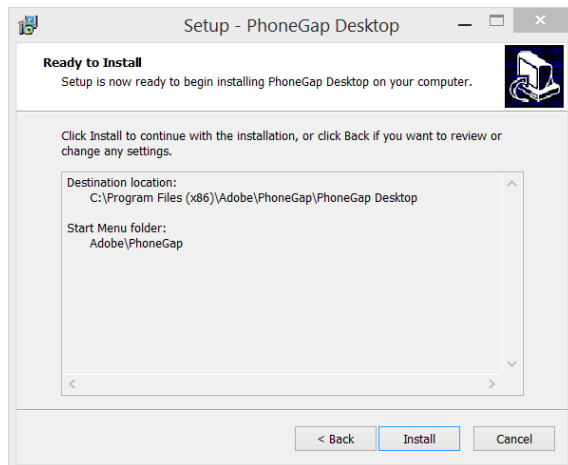 Setup - PhoneGap Desktop
Ready to Install
Setup is now ready to begin installing PhoneGap Desktop on your computer.
Click Install to continue with the installation, or click Back if you want to review or
change any settings.
Destination location:
C:\Program Files (x86)\Adobe\PhoneGap\PhoneGap Desktop
Start Menu folder:
Adobe\PhoneGap
< Back
Install
Cancel